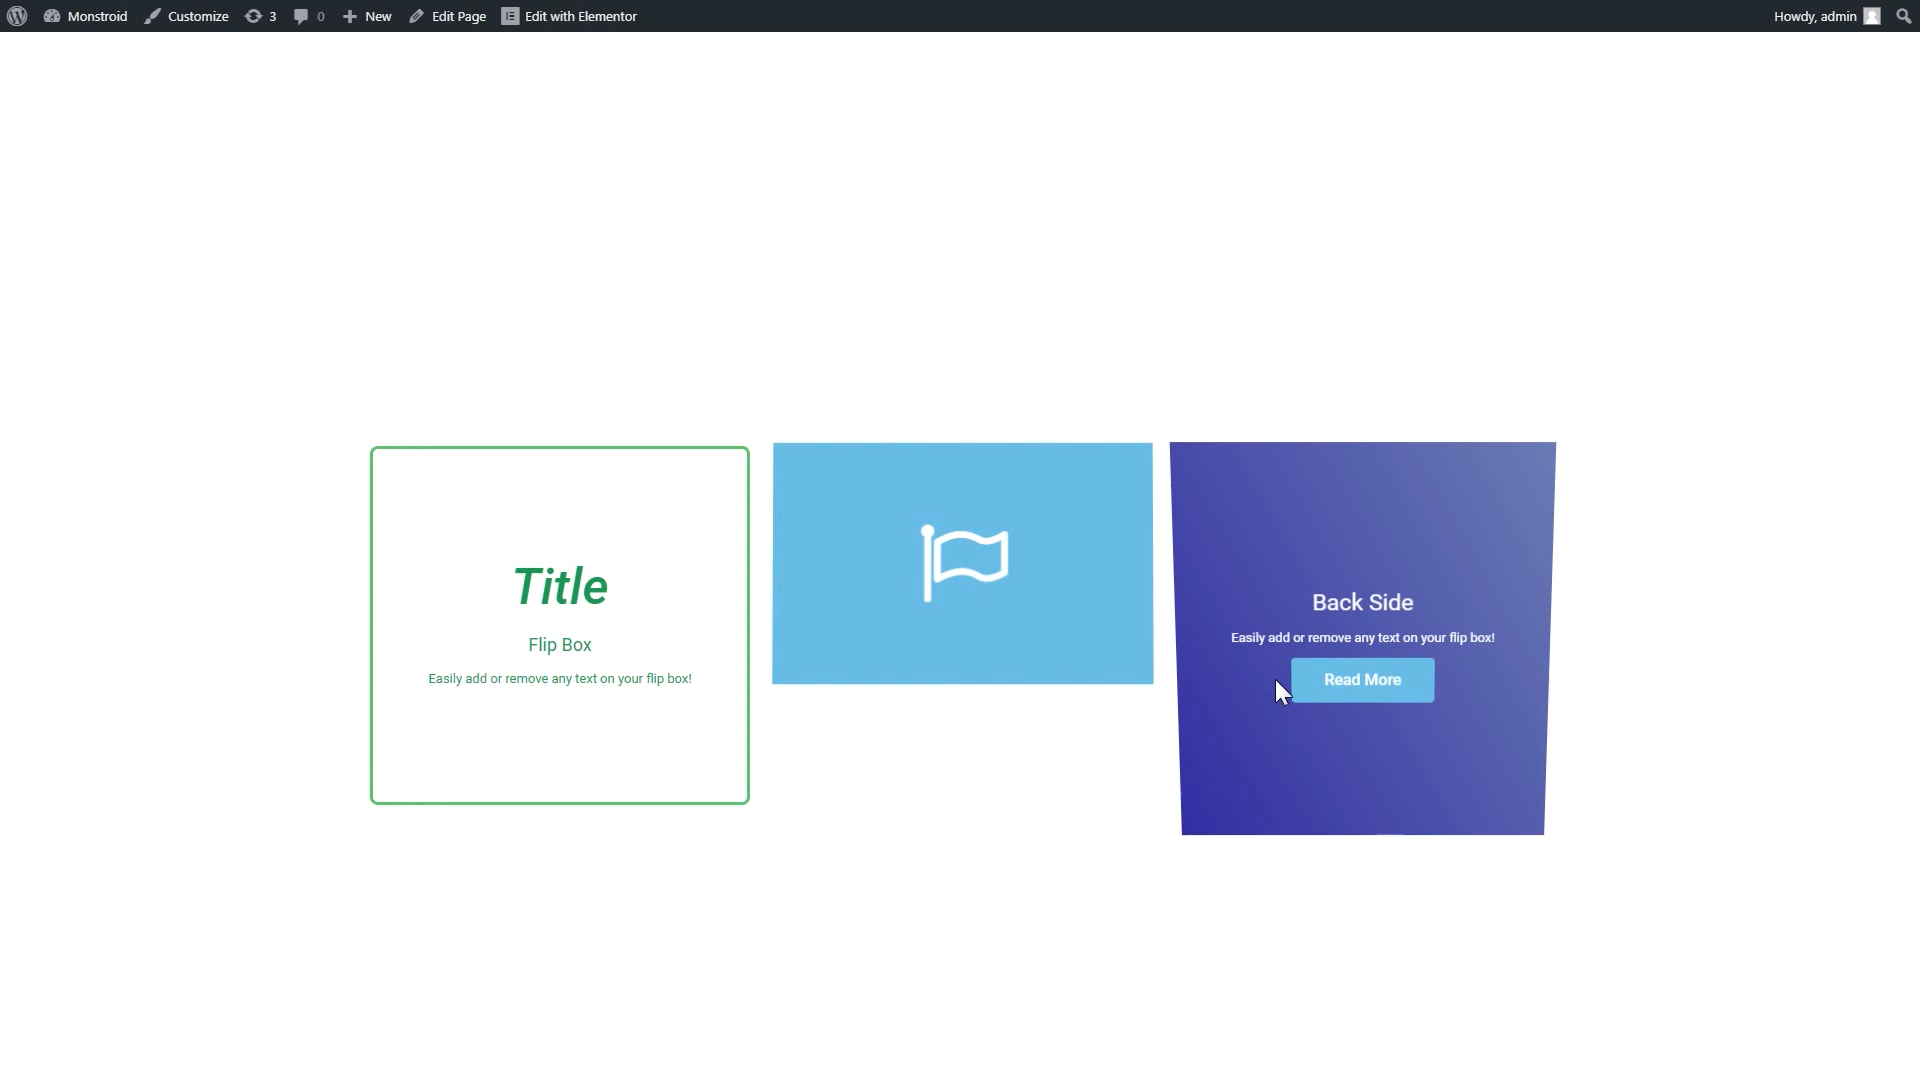 Monstroid Customize 3 0 New Edit Page Edit with Elementor Howdy, admin
Title
Flip Box
Easily add or remove any text on your flip box!
Back Side
Easily add or remove any text on your flip box!
Read More